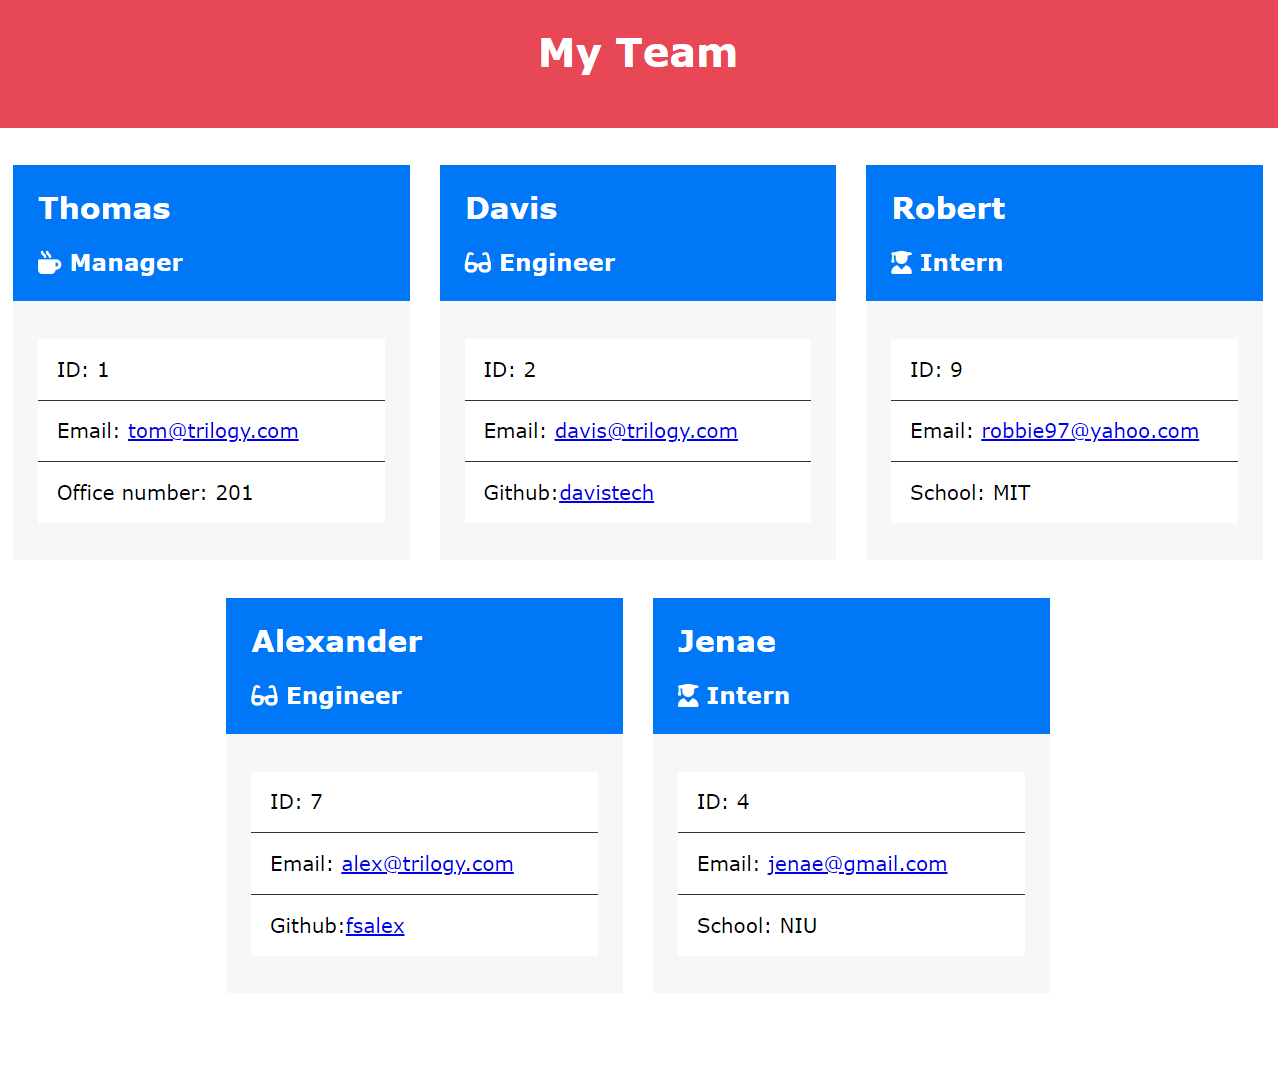 My Team
Thomas
Manager
ID: 1
Email: tom@trilogy.com
Office number: 201
Davis
Engineer
ID: 2
Email: davis@trilogy.com
Github:davistech
Robert
Intern
ID: 9
Email: robbie97@yahoo.com
School: MIT
Alexander
Engineer
ID: 7
Email: alex@trilogy.com
Github:fsalex
Jenae
Intern
ID: 4
Email: jenae@gmail.com
School: NIU